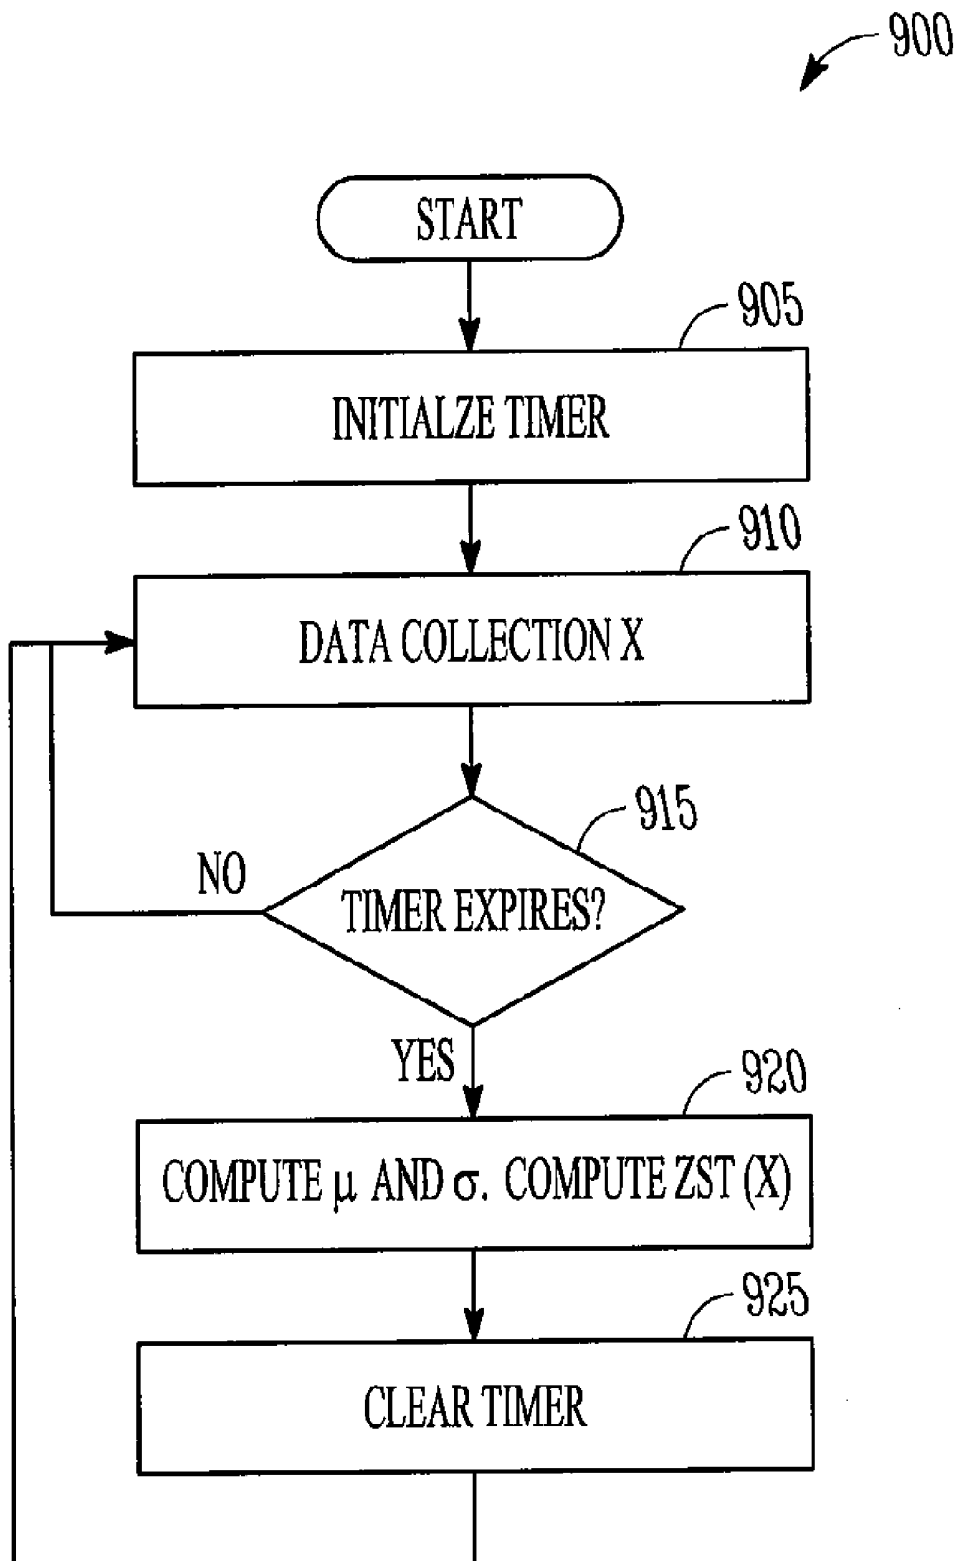 900
START
905
INITIALZE TIMER
910
DATA COLLECTION X
915
NO
TIMER EXPIRES?
YES
920
COMPUTE μ AND σ. COMPUTE ZST (X)
925
CLEAR TIMER